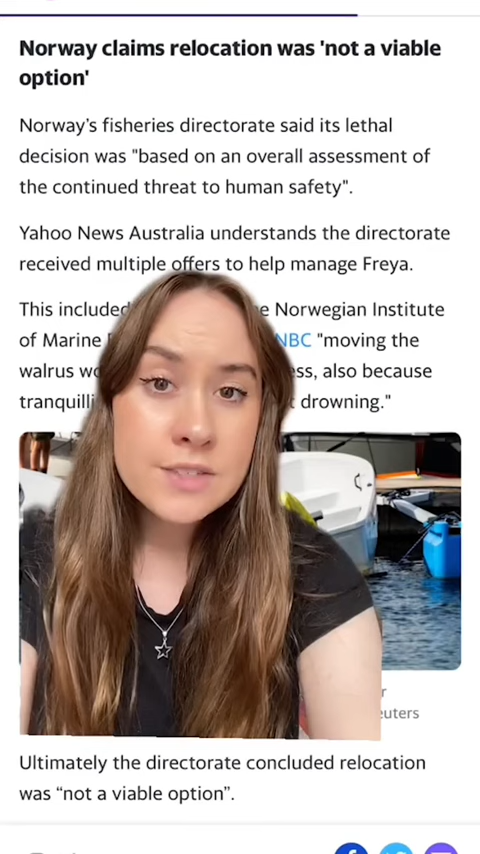 Norway claims relocation was 'not a viable
option'
Norway's fisheries directorate said its lethal
decision was "based on an overall assessment of
the continued threat to human safety".
Yahoo News Australia understands the directorate
received multiple offers to help manage Freya.
This included e Norwegian Institute
of Marine NBC "moving the
walrus ess, also because
tranquilli drowning."
euters
Ultimately the directorate concluded relocation
was “not a viable option”.